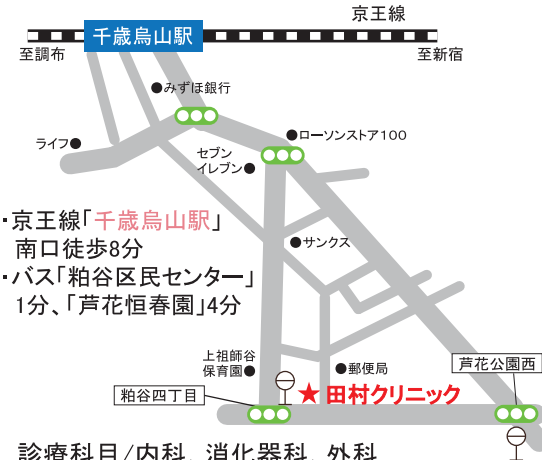 京王線
千歳烏山駅
至調布
至新宿
●みずほ銀行
●ローソンストア100
ライフ●
セブン
イレブン●
・京王線「千歳烏山駅」
南口徒歩8分
●サンクス
・バス「粕谷区民センター」
1分、「芦花恒春園」4分
上祖師谷
保育園●
●郵便局
芦花公園西
粕谷四丁目
★ 田村クリニック
診療科目/内科、消化器科、外科